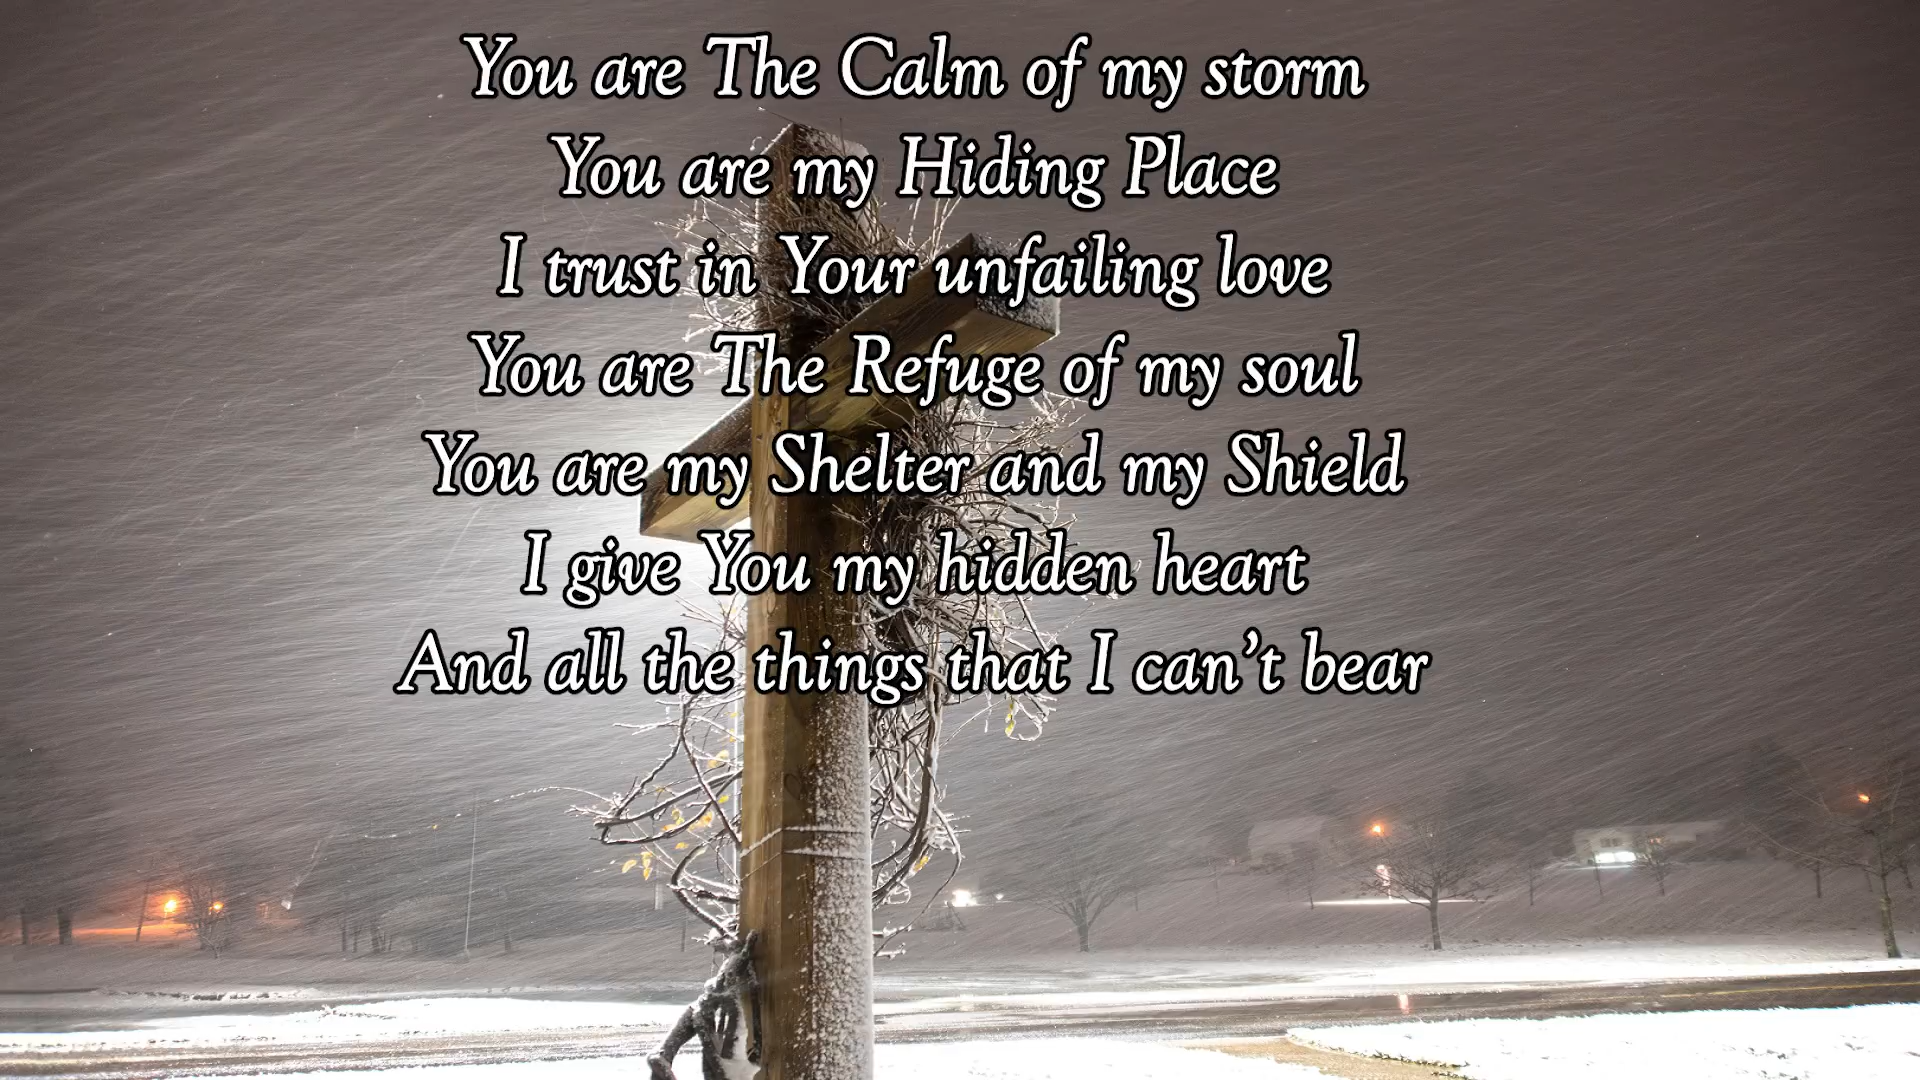 You are The Calm of my storm
You are my Hiding Place
I trust in Your unfailing love
You are The Refuge of my soul
You are my Shelter and my Shield
I give You my hidden heart
And all the things that I can’t bear